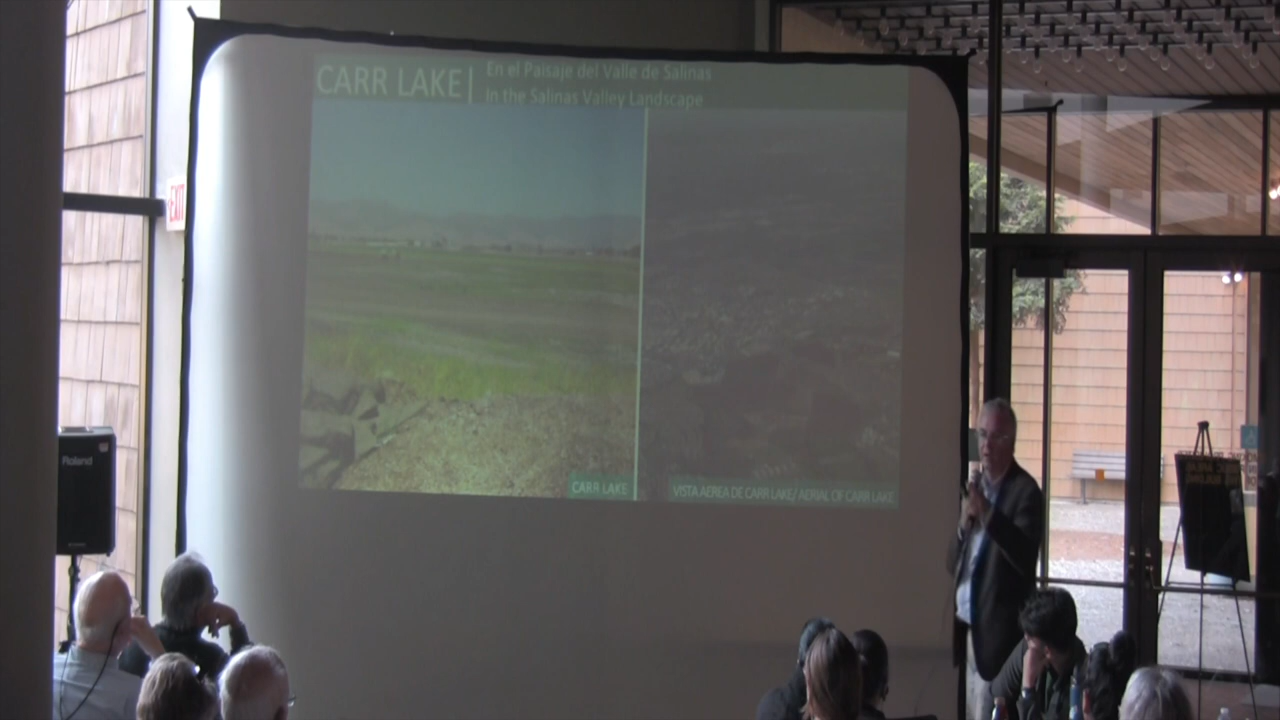 CARR LAKE
En el Paisaje del Valle de Salinas
In the Salinas Valley Landscape
EXIT
Roland
CARR LAKE
VISTA AEREA DE CARR LAKE/ AERIAL OF CARR LAKE